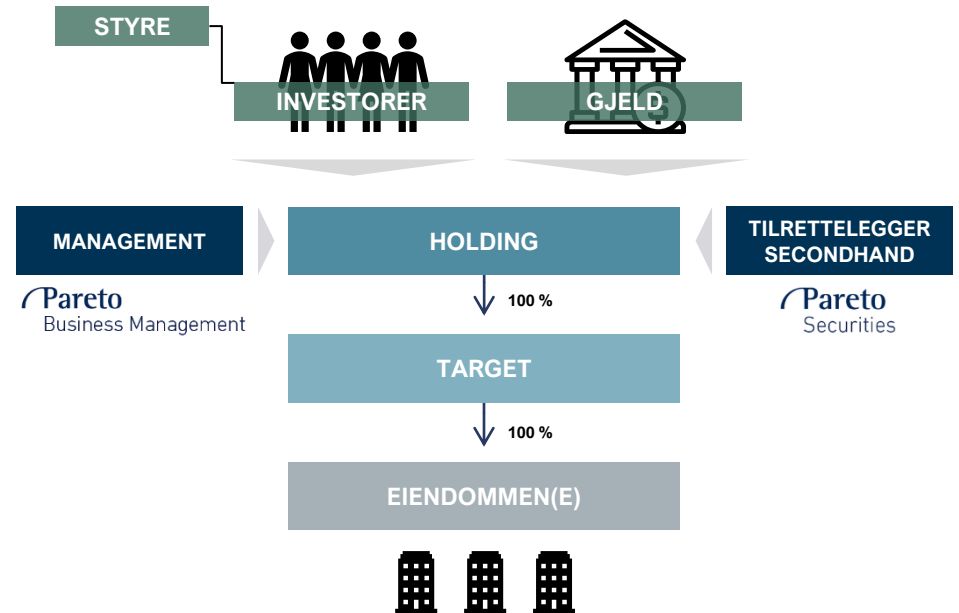 STYRE
INVESTORER
GJELD
$
MANAGEMENT
HOLDING
TILRETTELEGGER
SECONDHAND
Pareto
Business Management
100 %
Pareto
Securities
TARGET
100 %
EIENDOMMEN(E)